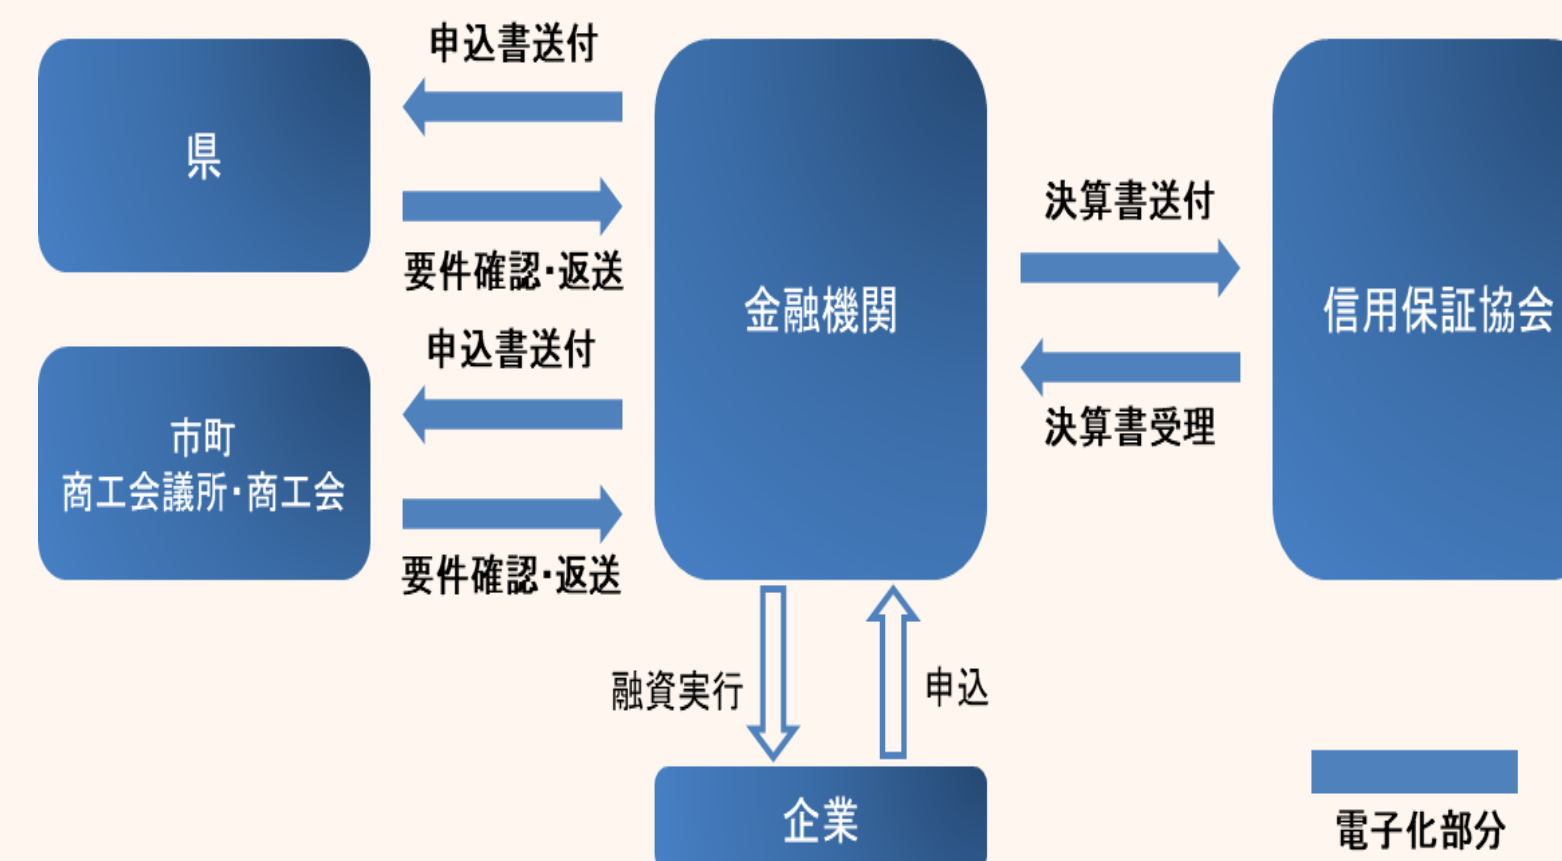 申込書送付
県
要件確認・返送
申込書送付
市町
商工会議所・商工会
要件確認・返送
金融機関
決算書送付
決算書受理
信用保証協会
融資実行
申込
企業
電子化部分